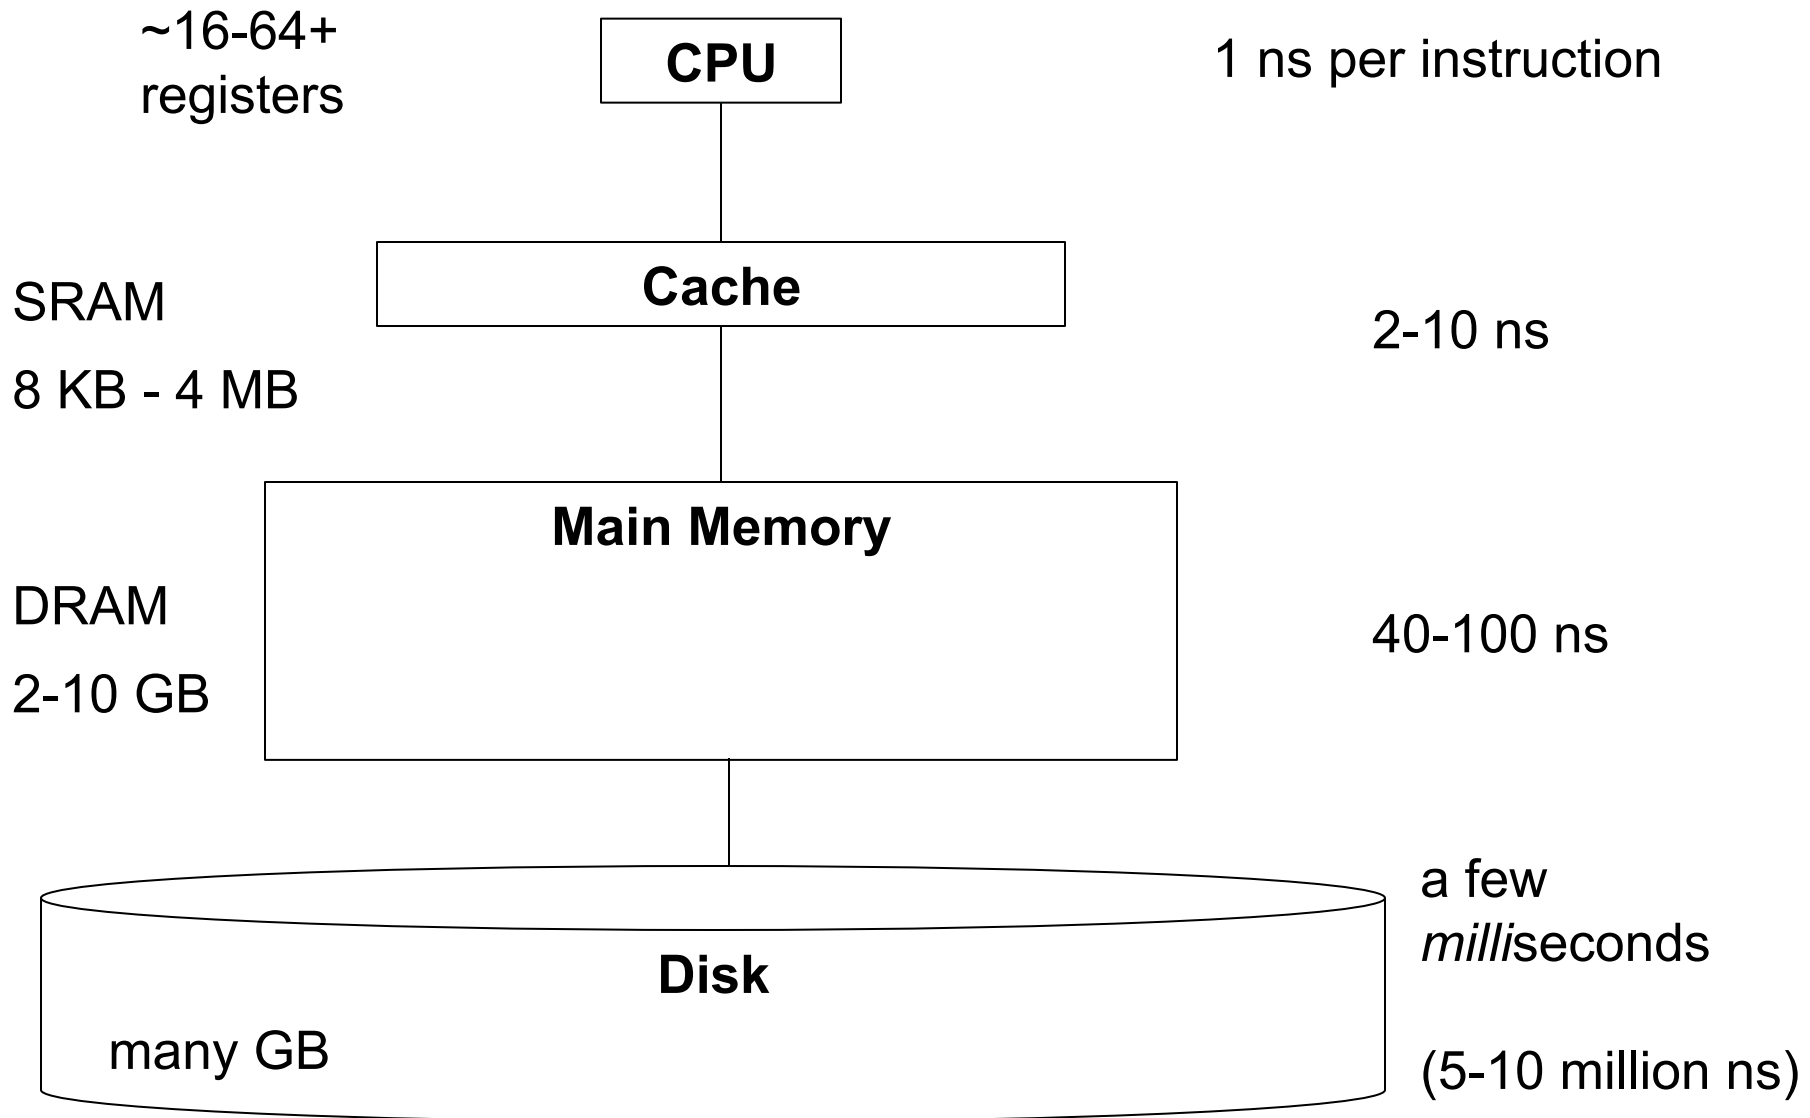 ~16-64+
registers
CPU
1 ns per instruction
Cache
SRAM
8 KB - 4 MB
2-10 ns
Main Memory
DRAM
2-10 GB
40-100 ns
a few
milliseconds
Disk
many GB
(5-10 million ns)